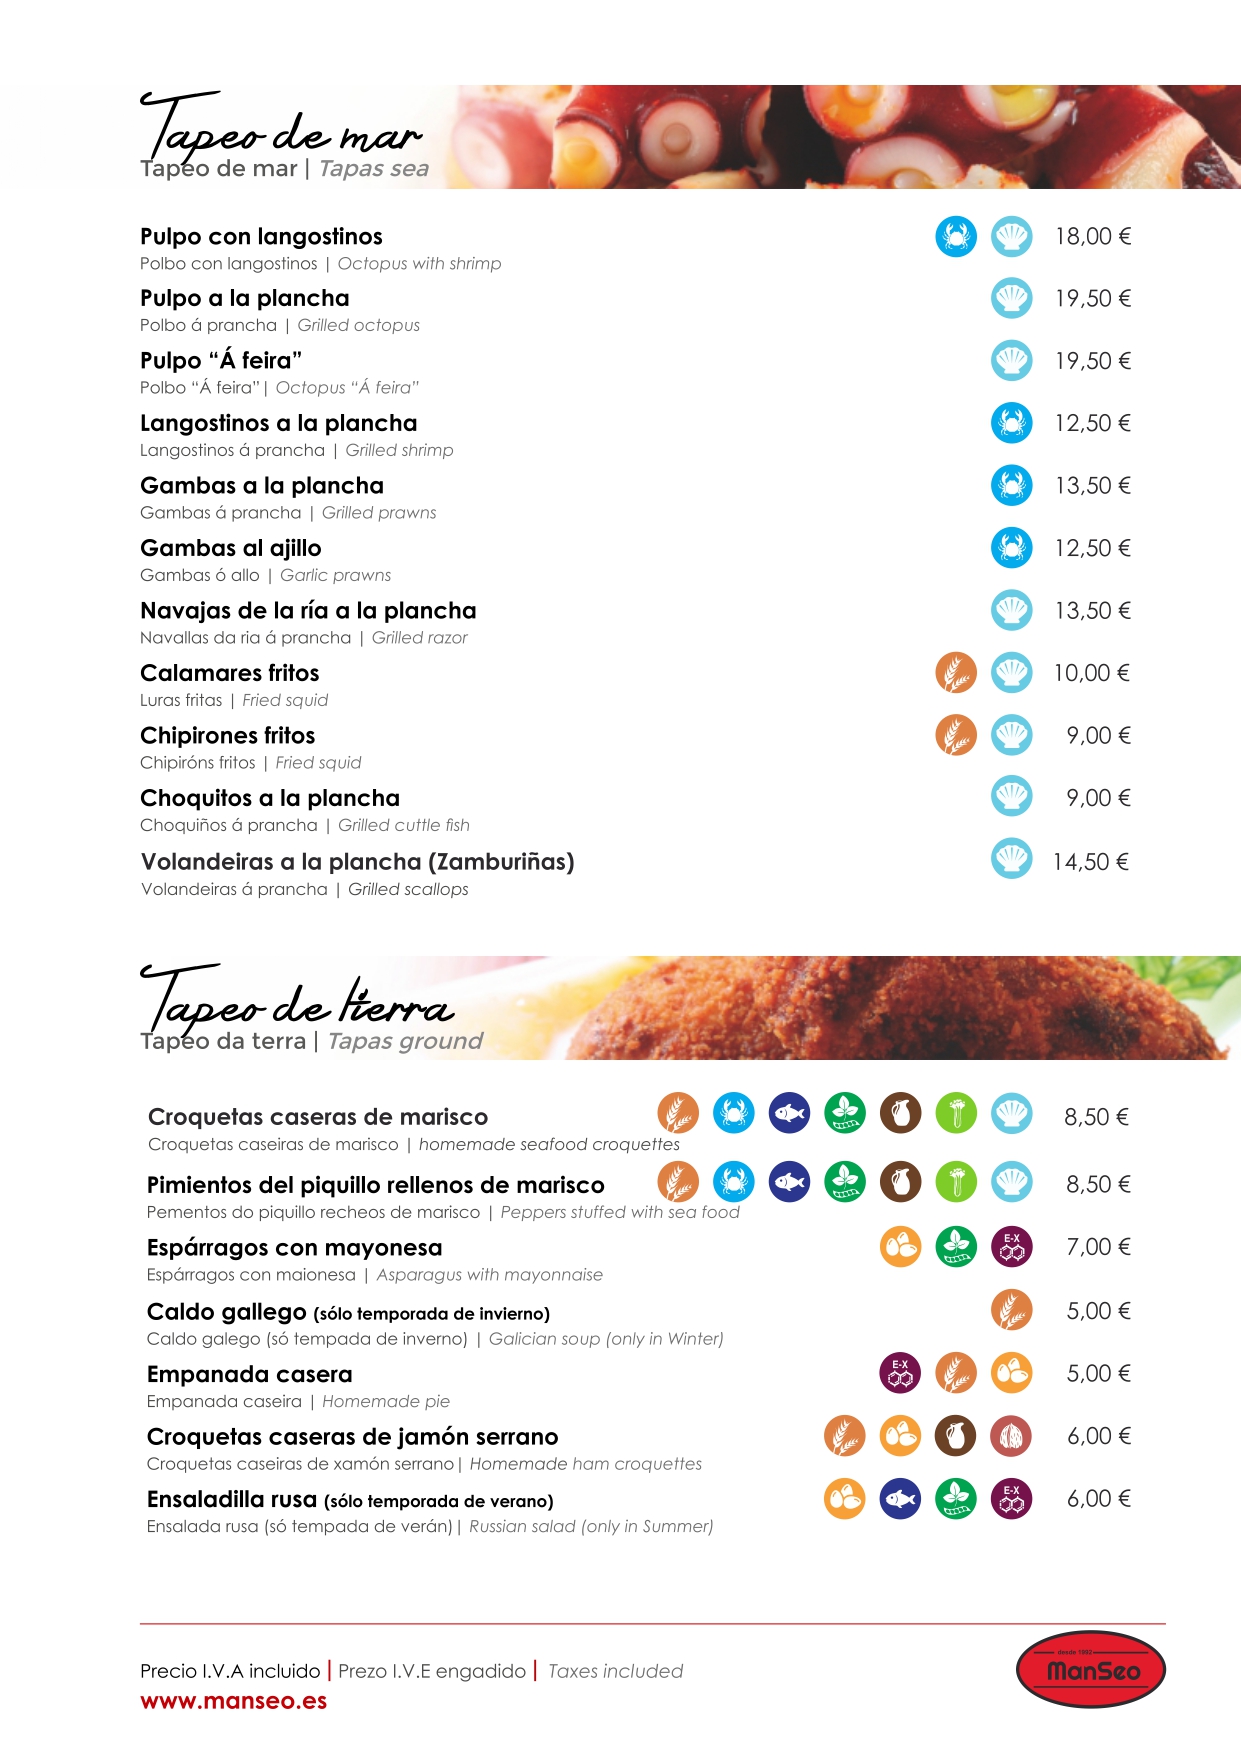 Tapeo de mar
Tapeo de mar | Tapas sea
Pulpo con langostinos 18,00 €
Polbo con langostinos | Octopus with shrimp
Pulpo a la plancha 19,50 €
Polbo á prancha | Grilled octopus
Pulpo “Á feira” 19,50 €
Polbo “Á feira”| Octopus “Á feira”
Langostinos a la plancha 12,50 €
Langostinos á prancha | Grilled shrimp
Gambas a la plancha 13,50 €
Gambas á prancha | Grilled prawns
Gambas al ajillo 12,50 €
Gambas ó allo | Garlic prawns
Navajas de la ría a la plancha 13,50 €
Navallas da ria á prancha | Grilled razor
Calamares fritos 10,00 €
Luras fritas | Fried squid
Chipirones fritos 9,00 €
Chipiróns fritos | Fried squid
Choquitos a la plancha 9,00 €
Choquiños á prancha | Grilled cuttle fish
Volandeiras a la plancha (Zamburiñas) 14,50 €
Volandeiras á prancha | Grilled scallops
Tapeo de tierra
Tapeo da terra | Tapas ground
Croquetas caseras de marisco 8,50 €
Croquetas caseiras de marisco | homemade seafood croquettes
Pimientos del piquillo rellenos de marisco 8,50 €
Pementos do piquillo recheos de marisco | Peppers stuffed with sea food
Espárragos con mayonesa E-X 7,00 €
Espárragos con maionesa | Asparagus with mayonnaise
Caldo gallego (sólo temporada de invierno) 5,00 €
Caldo galego (só tempada de inverno) | Galician soup (only in Winter)
Empanada casera E-X 5,00 €
Empanada caseira | Homemade pie
Croquetas caseras de jamón serrano 6,00 €
Croquetas caseiras de xamón serrano| Homemade ham croquettes
Ensaladilla rusa (sólo temporada de verano) E-X 6,00 €
Ensalada rusa (só tempada de verán)| Russian salad (only in Summer)
desde 1982
ManSeo
Precio I.V.A incluido | Prezo I.V.E engadido | Taxes included
www.manseo.es